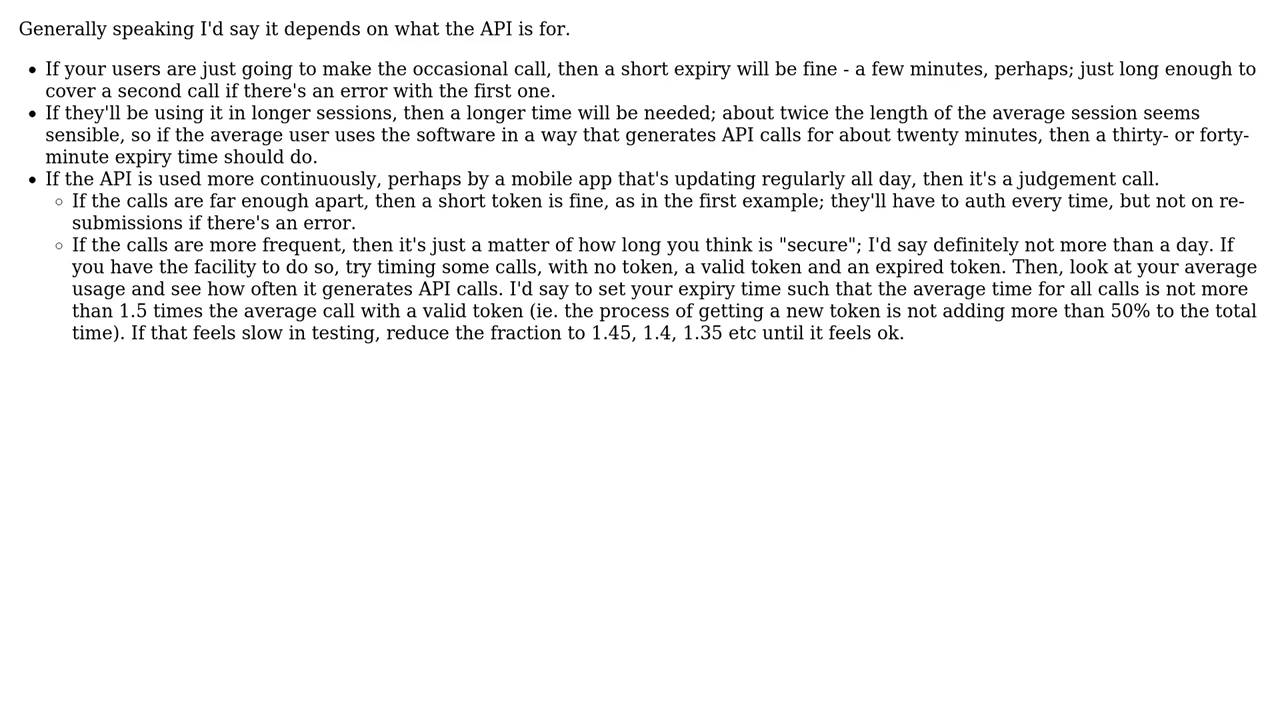 Generally speaking I'd say it depends on what the API is for.
• If your users are just going to make the occasional call, then a short expiry will be fine - a few minutes, perhaps; just long enough to
cover a second call if there's an error with the first one.
• If they'll be using it in longer sessions, then a longer time will be needed; about twice the length of the average session seems
sensible, so if the average user uses the software in a way that generates API calls for about twenty minutes, then a thirty- or forty-
minute expiry time should do.
• If the API is used more continuously, perhaps by a mobile app that's updating regularly all day, then it's a judgement call.
◦ If the calls are far enough apart, then a short token is fine, as in the first example; they'll have to auth every time, but not on re-
submissions if there's an error.
◦ If the calls are more frequent, then it's just a matter of how long you think is "secure"; I'd say definitely not more than a day. If
you have the facility to do so, try timing some calls, with no token, a valid token and an expired token. Then, look at your average
usage and see how often it generates API calls. I'd say to set your expiry time such that the average time for all calls is not more
than 1.5 times the average call with a valid token (ie. the process of getting a new token is not adding more than 50% to the total
time). If that feels slow in testing, reduce the fraction to 1.45, 1.4, 1.35 etc until it feels ok.